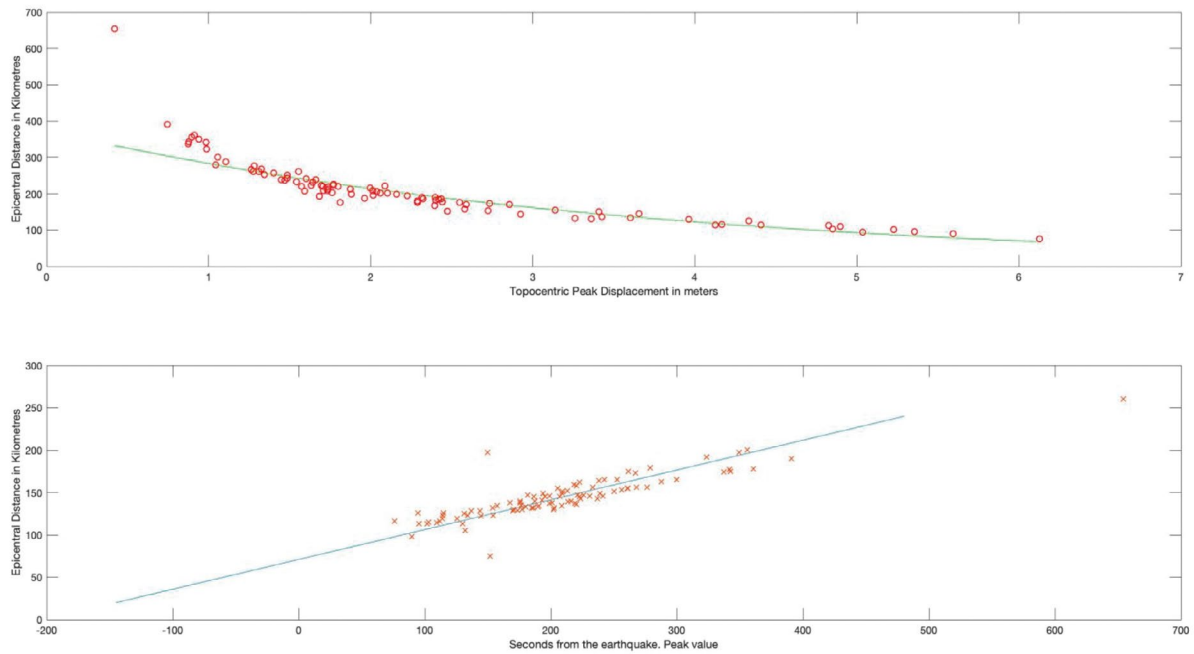 700
600
500
400
300
200
100
0
Epicentral Distance in Kilometres
0 1 2 3 4 5 6 7
Topocentric Peak Displacement in meters
300
250
200
150
100
50
0
Epicentral Distance in Kilometres
-200 -100 0 100 200 300 400 500 600 700
Seconds from the earthquake. Peak value